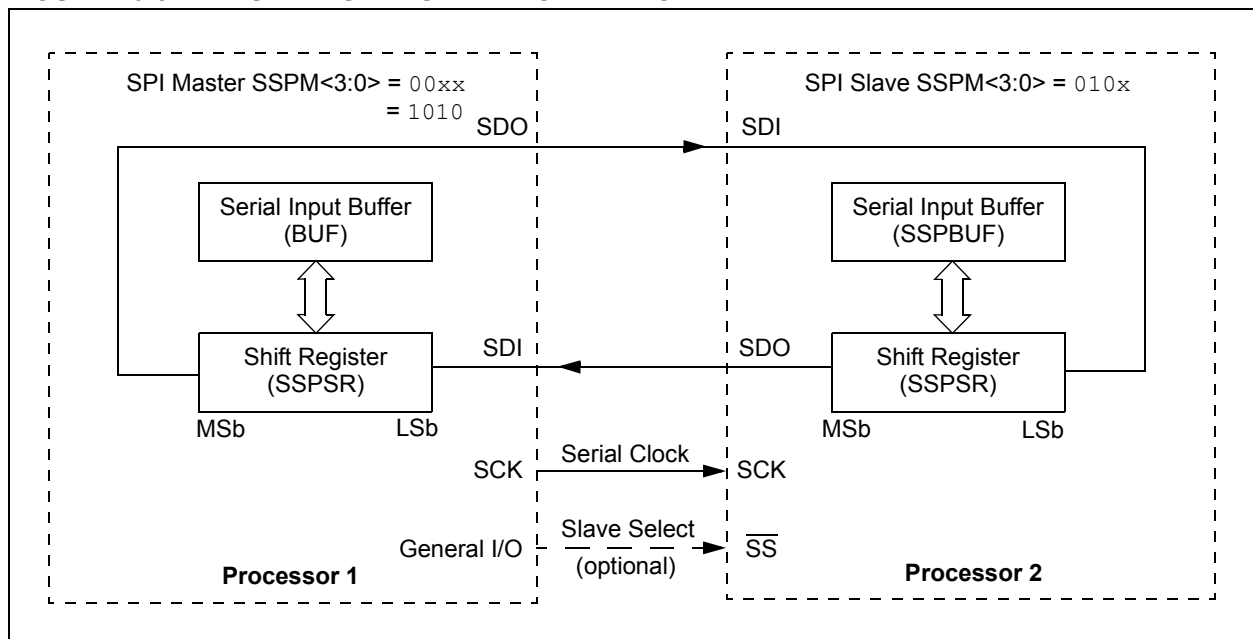 SPI Master SSPM<3:0> = 00xx
= 1010
SPI Slave SSPM<3:0> = 010x
SDO
SDI
Serial Input Buffer
(BUF)
Serial Input Buffer
(SSPBUF)
SDI
SDO
Shift Register
(SSPSR)
Shift Register
(SSPSR)
MSb
LSb
MSb
LSb
SCK
Serial Clock
SCK
General I/O
Slave Select
(optional)
SS
Processor 1
Processor 2